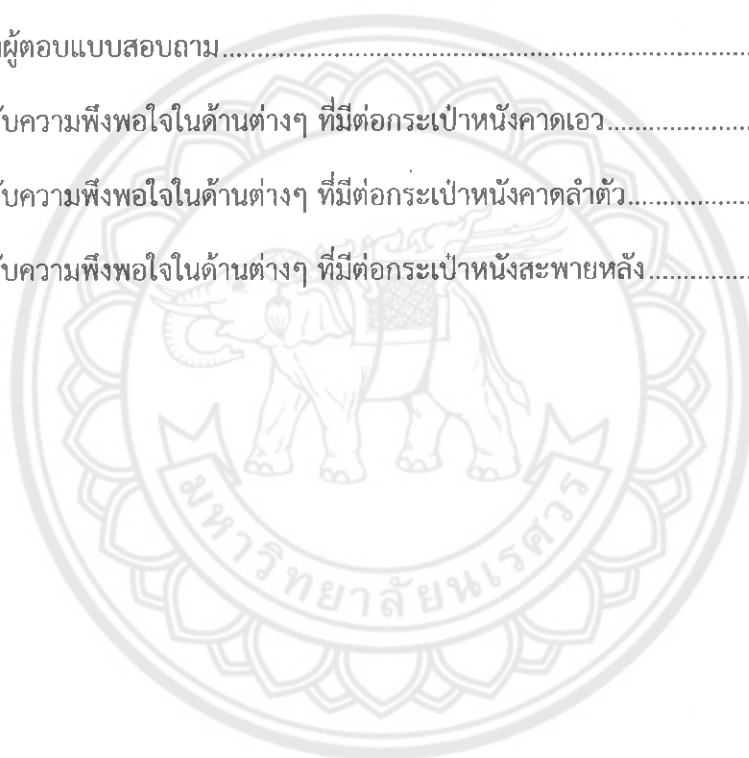 ผู้ตอบแบบสอบถาม........................................................................
บความพึงพอใจในด้านต่างๆ ที่มีต่อกระเป๋าหนังคาดเอว.....................
บความพึงพอใจในด้านต่างๆ ที่มีต่อกระเป๋าหนังคาดลำตัว..................
บความพึงพอใจในด้านต่างๆ ที่มีต่อกระเป๋าหนังสะพายหลัง...............
มหาวิทยาลัยนเรศวร